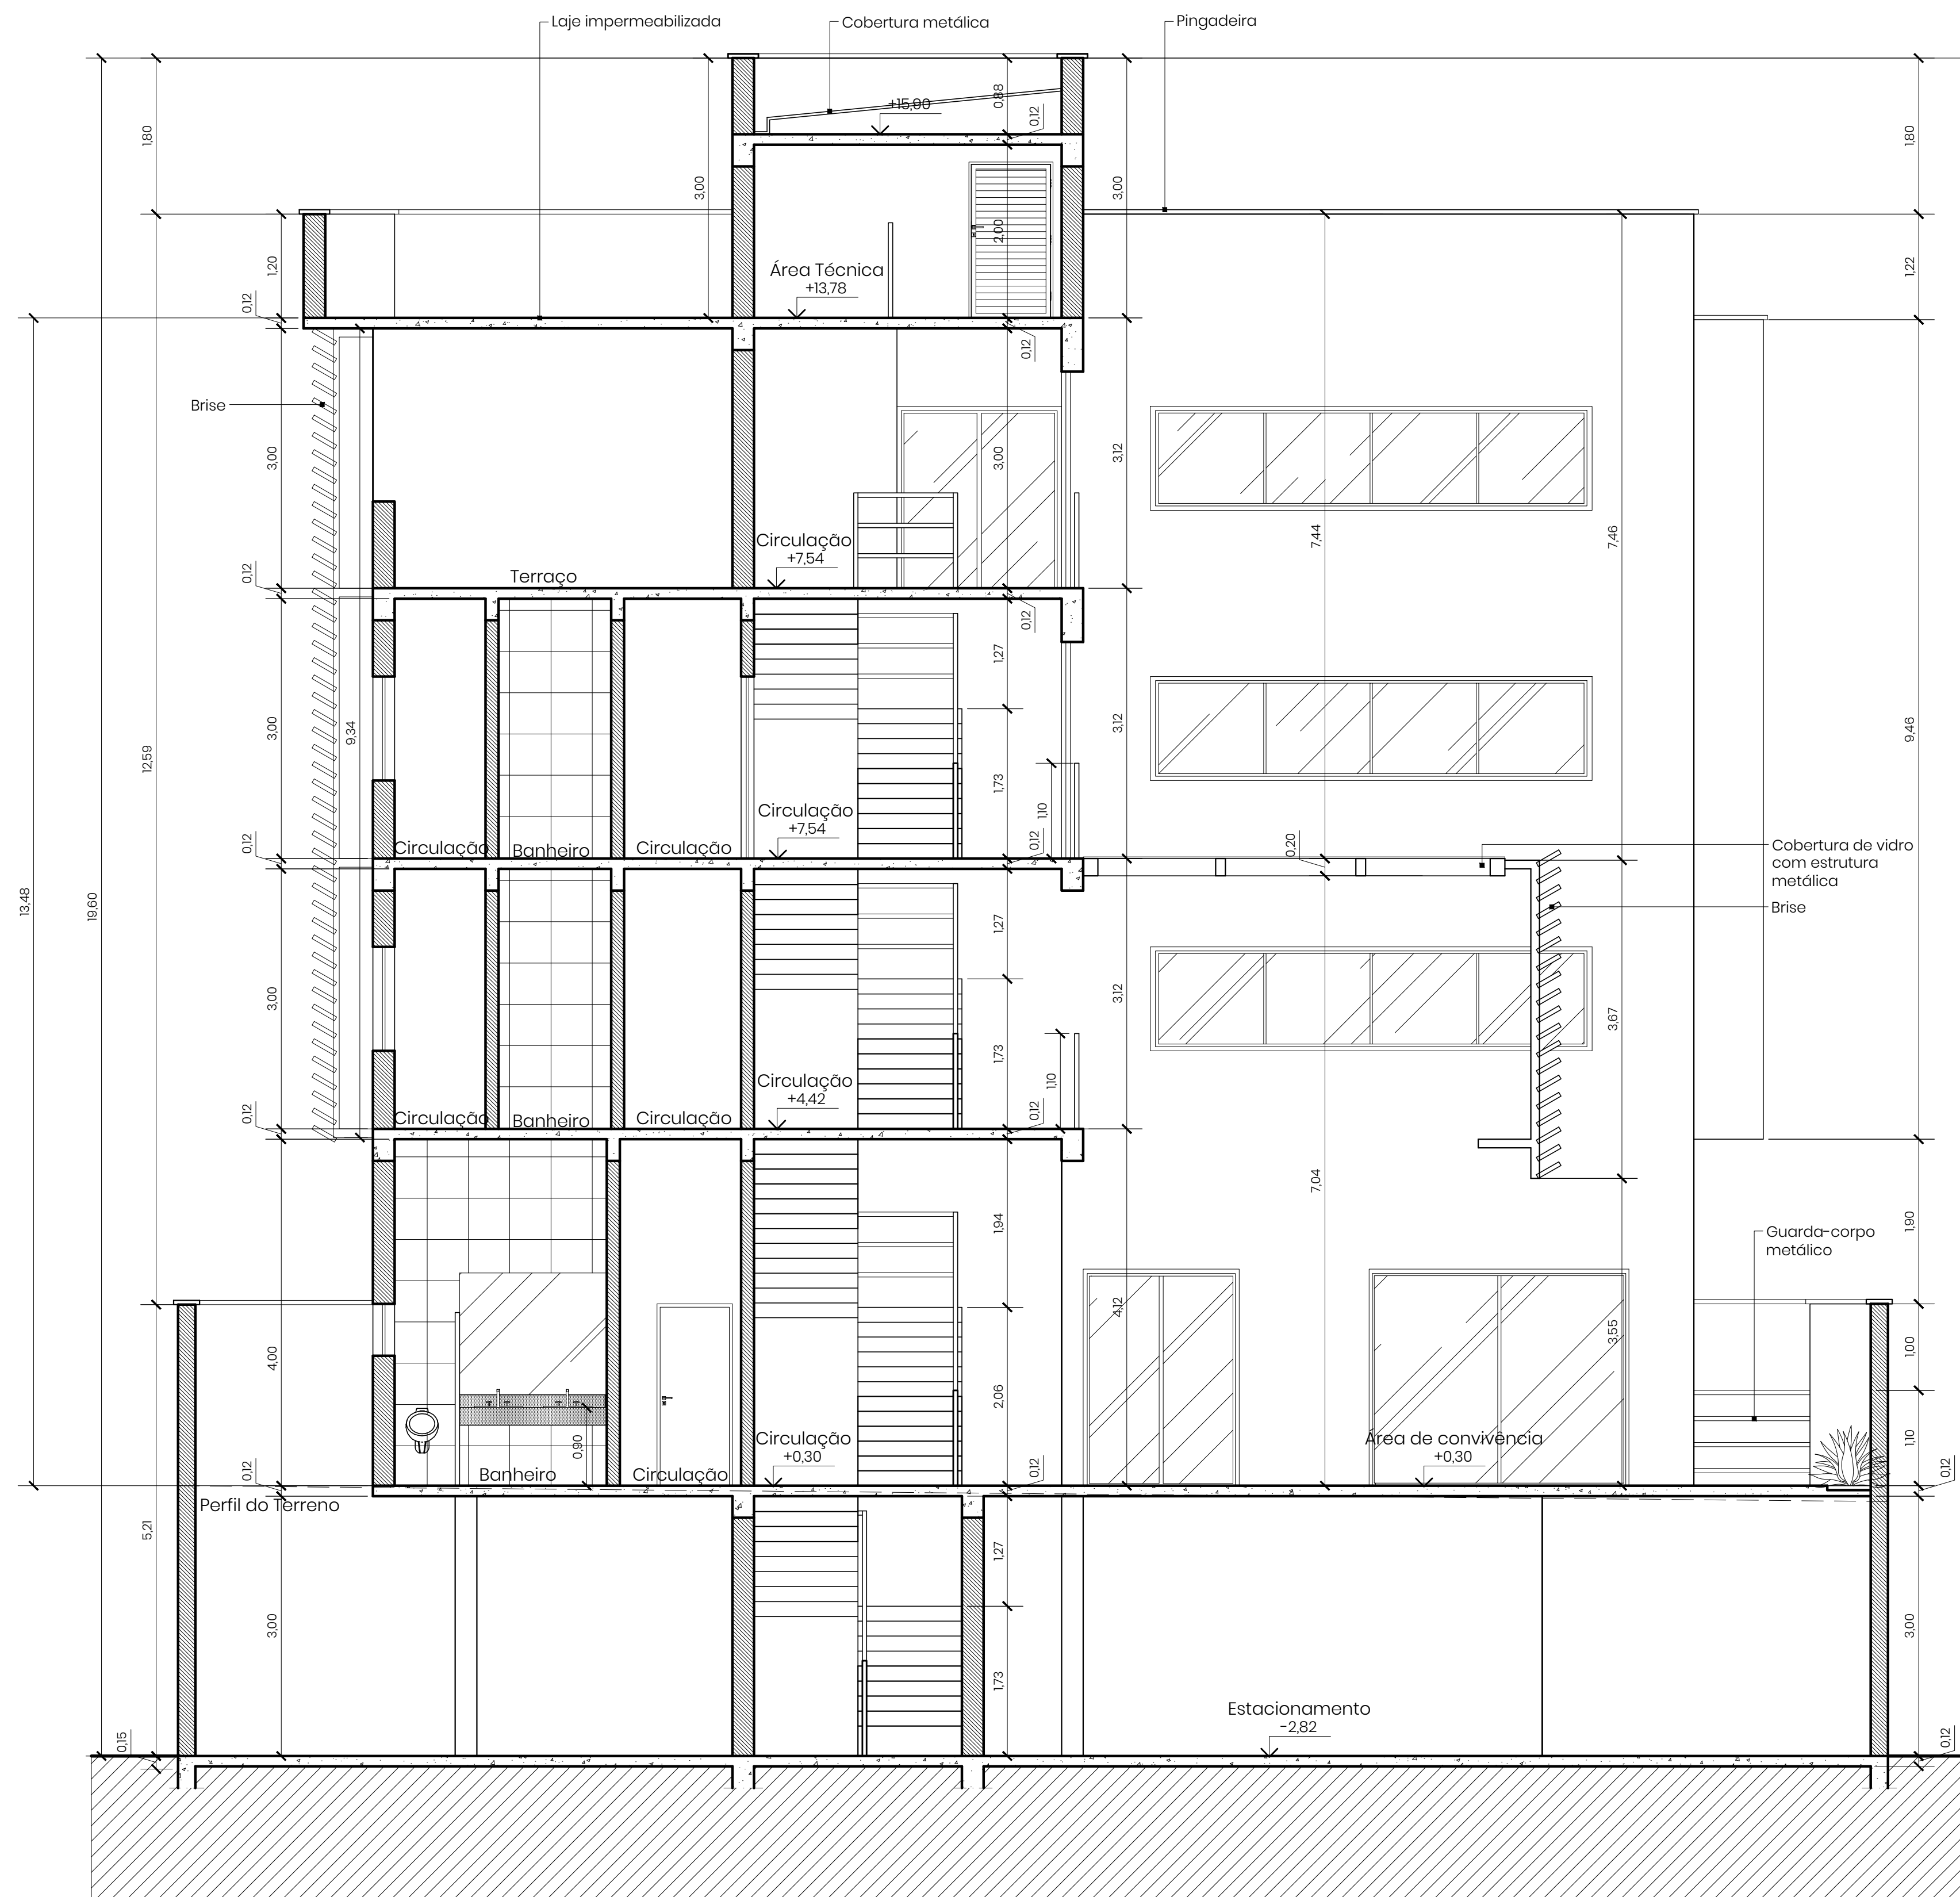 Laje impermeabilizada
Cobertura metálica
Pingadeira
0,88
+15,90
0,12
1,80
1,80
3,00
3,00
2,00
Área Técnica
+13,78
1,20
1,22
0,12
0,12
Brise
3,00
3,00
3,12
7,44
7,46
Circulação
+7,54
0,12
Terraço
0,12
1,27
3,00
9,34
12,59
3,12
9,46
1,73
1,10
Circulação
+7,54
0,12
0,12
0,20
Circulação
Banheiro
Circulação
Cobertura de vidro
com estrutura
metálica
Brise
13,48
19,60
1,27
3,00
3,12
3,67
1,73
1,10
Circulação
+4,42
0,12
0,12
Circulação
Banheiro
Circulação
7,04
1,94
1,90
Guarda-corpo
metálico
4,12
3,55
1,00
4,00
2,06
0,90
1,10
Circulação
+0,30
Área de convivência
+0,30
0,12
0,12
0,12
Banheiro
Circulação
Perfil do Terreno
5,21
1,27
3,00
3,00
1,73
Estacionamento
-2,82
0,15
0,12